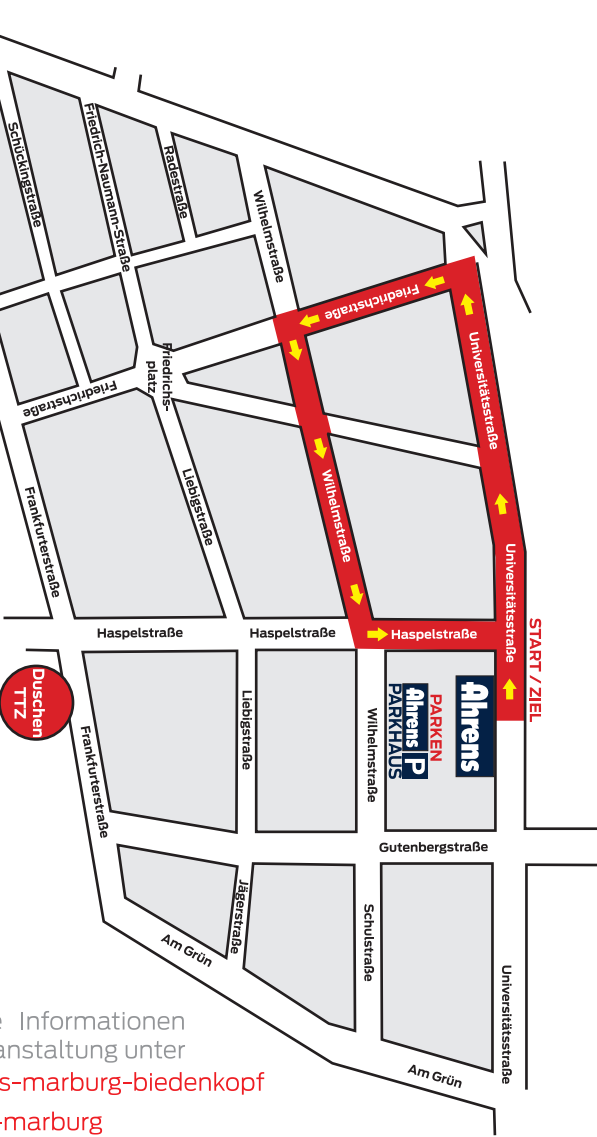 Schückingstraße
Friedrich-Naumann-Straße
Radestraße
Wilhelmstraße
Friedrichstraße
Universitätsstraße
Friedrichs-
platz
Friedrichstraße
Liebigstraße
Wilhelmstraße
Frankfurterstraße
Universitätsstraße
Haspelstraße
Haspelstraße
Haspelstraße
START / ZIEL
Duschen
TTZ
Frankfurterstraße
Liebigstraße
Wilhelmstraße
Ahrens
PARKEN
Ahrens P
PARKHAUS
Gutenbergstraße
Jägerstraße
Schulstraße
Am Grün
Universitätsstraße
Am Grün
Informationen
anstaltung unter
s-marburg-biedenkopf
-marburg